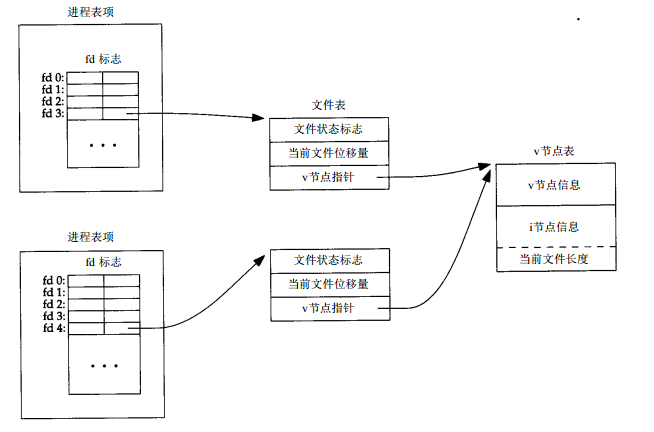 进程表项
fd 标志
fd 0:
fd 1:
fd 2:
fd 3:
• • •
文件表
文件状态标志
当前文件位移量
v节点指针
v节点表
v节点信息
i节点信息
当前文件长度
进程表项
fd 标志
fd 0:
fd 1:
fd 2:
fd 3:
fd 4:
• • •
文件状态标志
当前文件位移量
v节点指针